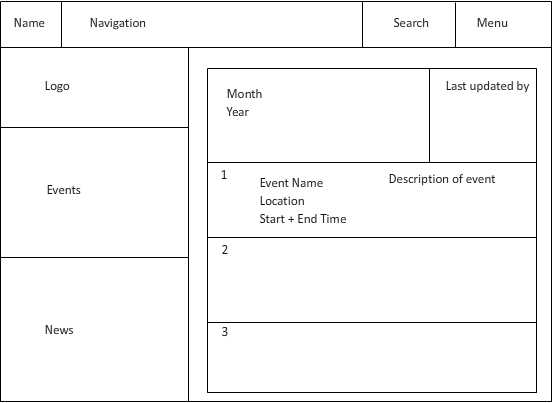 Name
Navigation
Search
Menu
Logo
Events
News
Month
Year
Last updated by
1
Event Name
Location
Start + End Time
Description of event
2
3